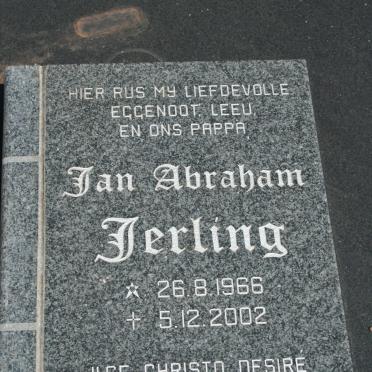 HIER RUS MY LIEFDEVOLLE
EGGENOOT, LEEU,
EN ONS PAPPA,
Jan Abraham
Jerling
☆ 26.8.1966
✝ 5.12.2002
ILSE, CHRISTO, DESIRE